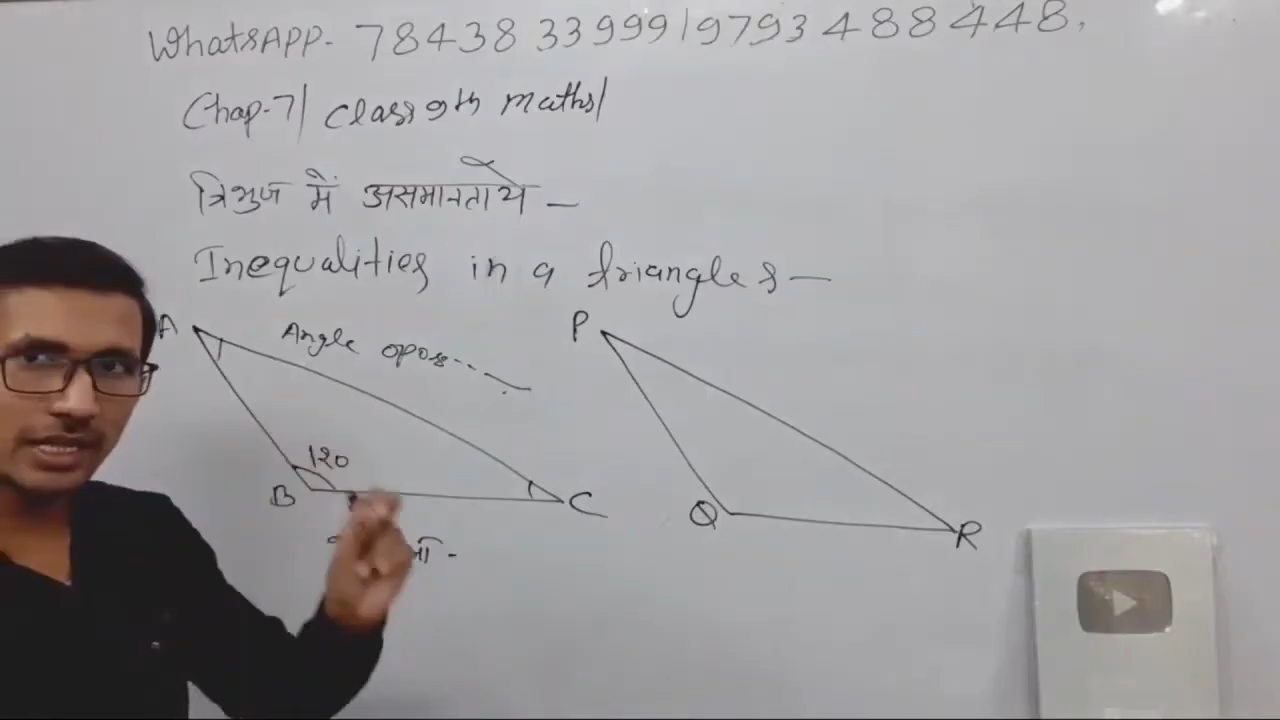 WhatsAPP- 7843833999/9793488448,
Chap-7/ Class 9th maths/
त्रिभुज में असमानतायें -
Inequalities in a triangles -
A
Angle opos---
P
120
B
C
Q
R